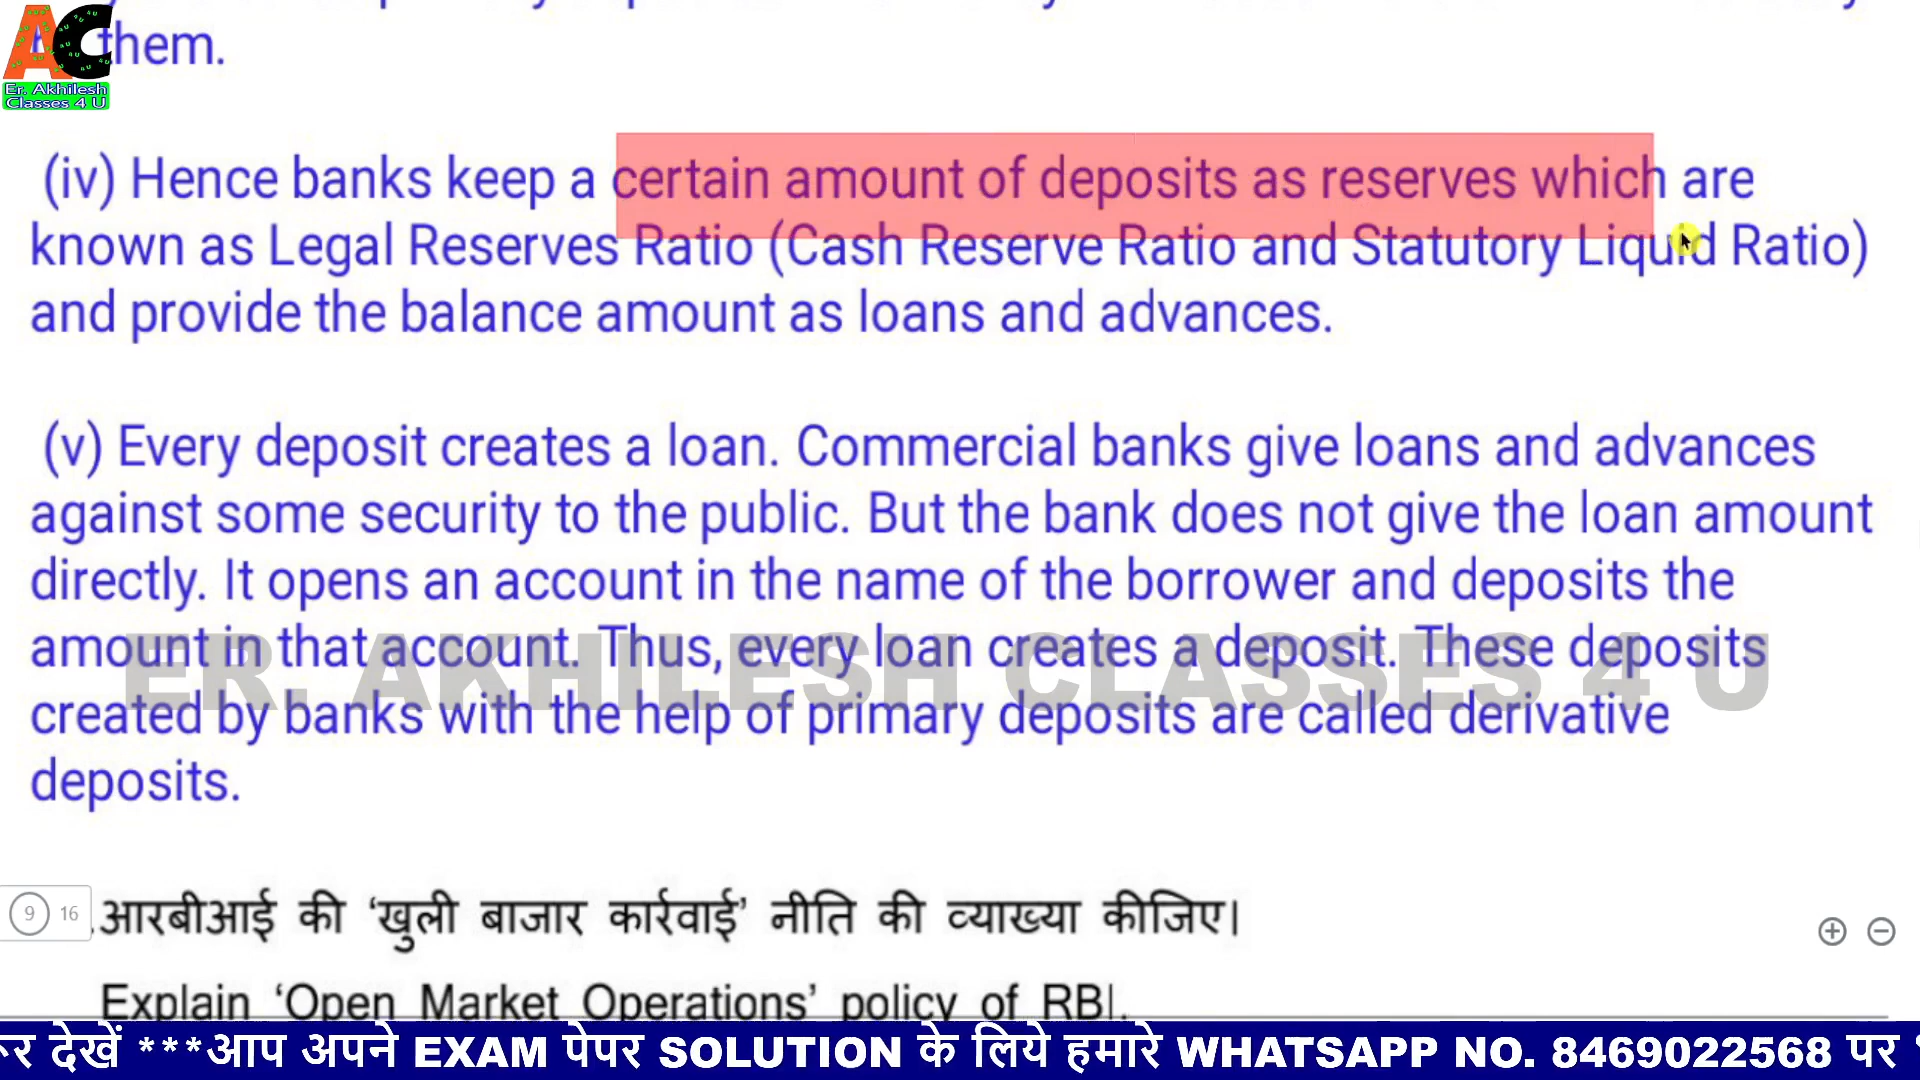 AC
Er. Akhilesh
Classes 4 U
them.
(iv) Hence banks keep a certain amount of deposits as reserves which are
known as Legal Reserves Ratio (Cash Reserve Ratio and Statutory Liquid Ratio)
and provide the balance amount as loans and advances.
(v) Every deposit creates a loan. Commercial banks give loans and advances
against some security to the public. But the bank does not give the loan amount
directly. It opens an account in the name of the borrower and deposits the
amount in that account. Thus, every loan creates a deposit. These deposits
ER. AKHILESH CLASSES 4 U
created by banks with the help of primary deposits are called derivative
deposits.
9 16
आरबीआई की ‘खुली बाजार कार्रवाई’ नीति की व्याख्या कीजिए।
Explain ‘Open Market Operations’ policy of RBI.
देखें ***आप अपने EXAM पेपर SOLUTION के लिये हमारे WHATSAPP NO. 8469022568 पर